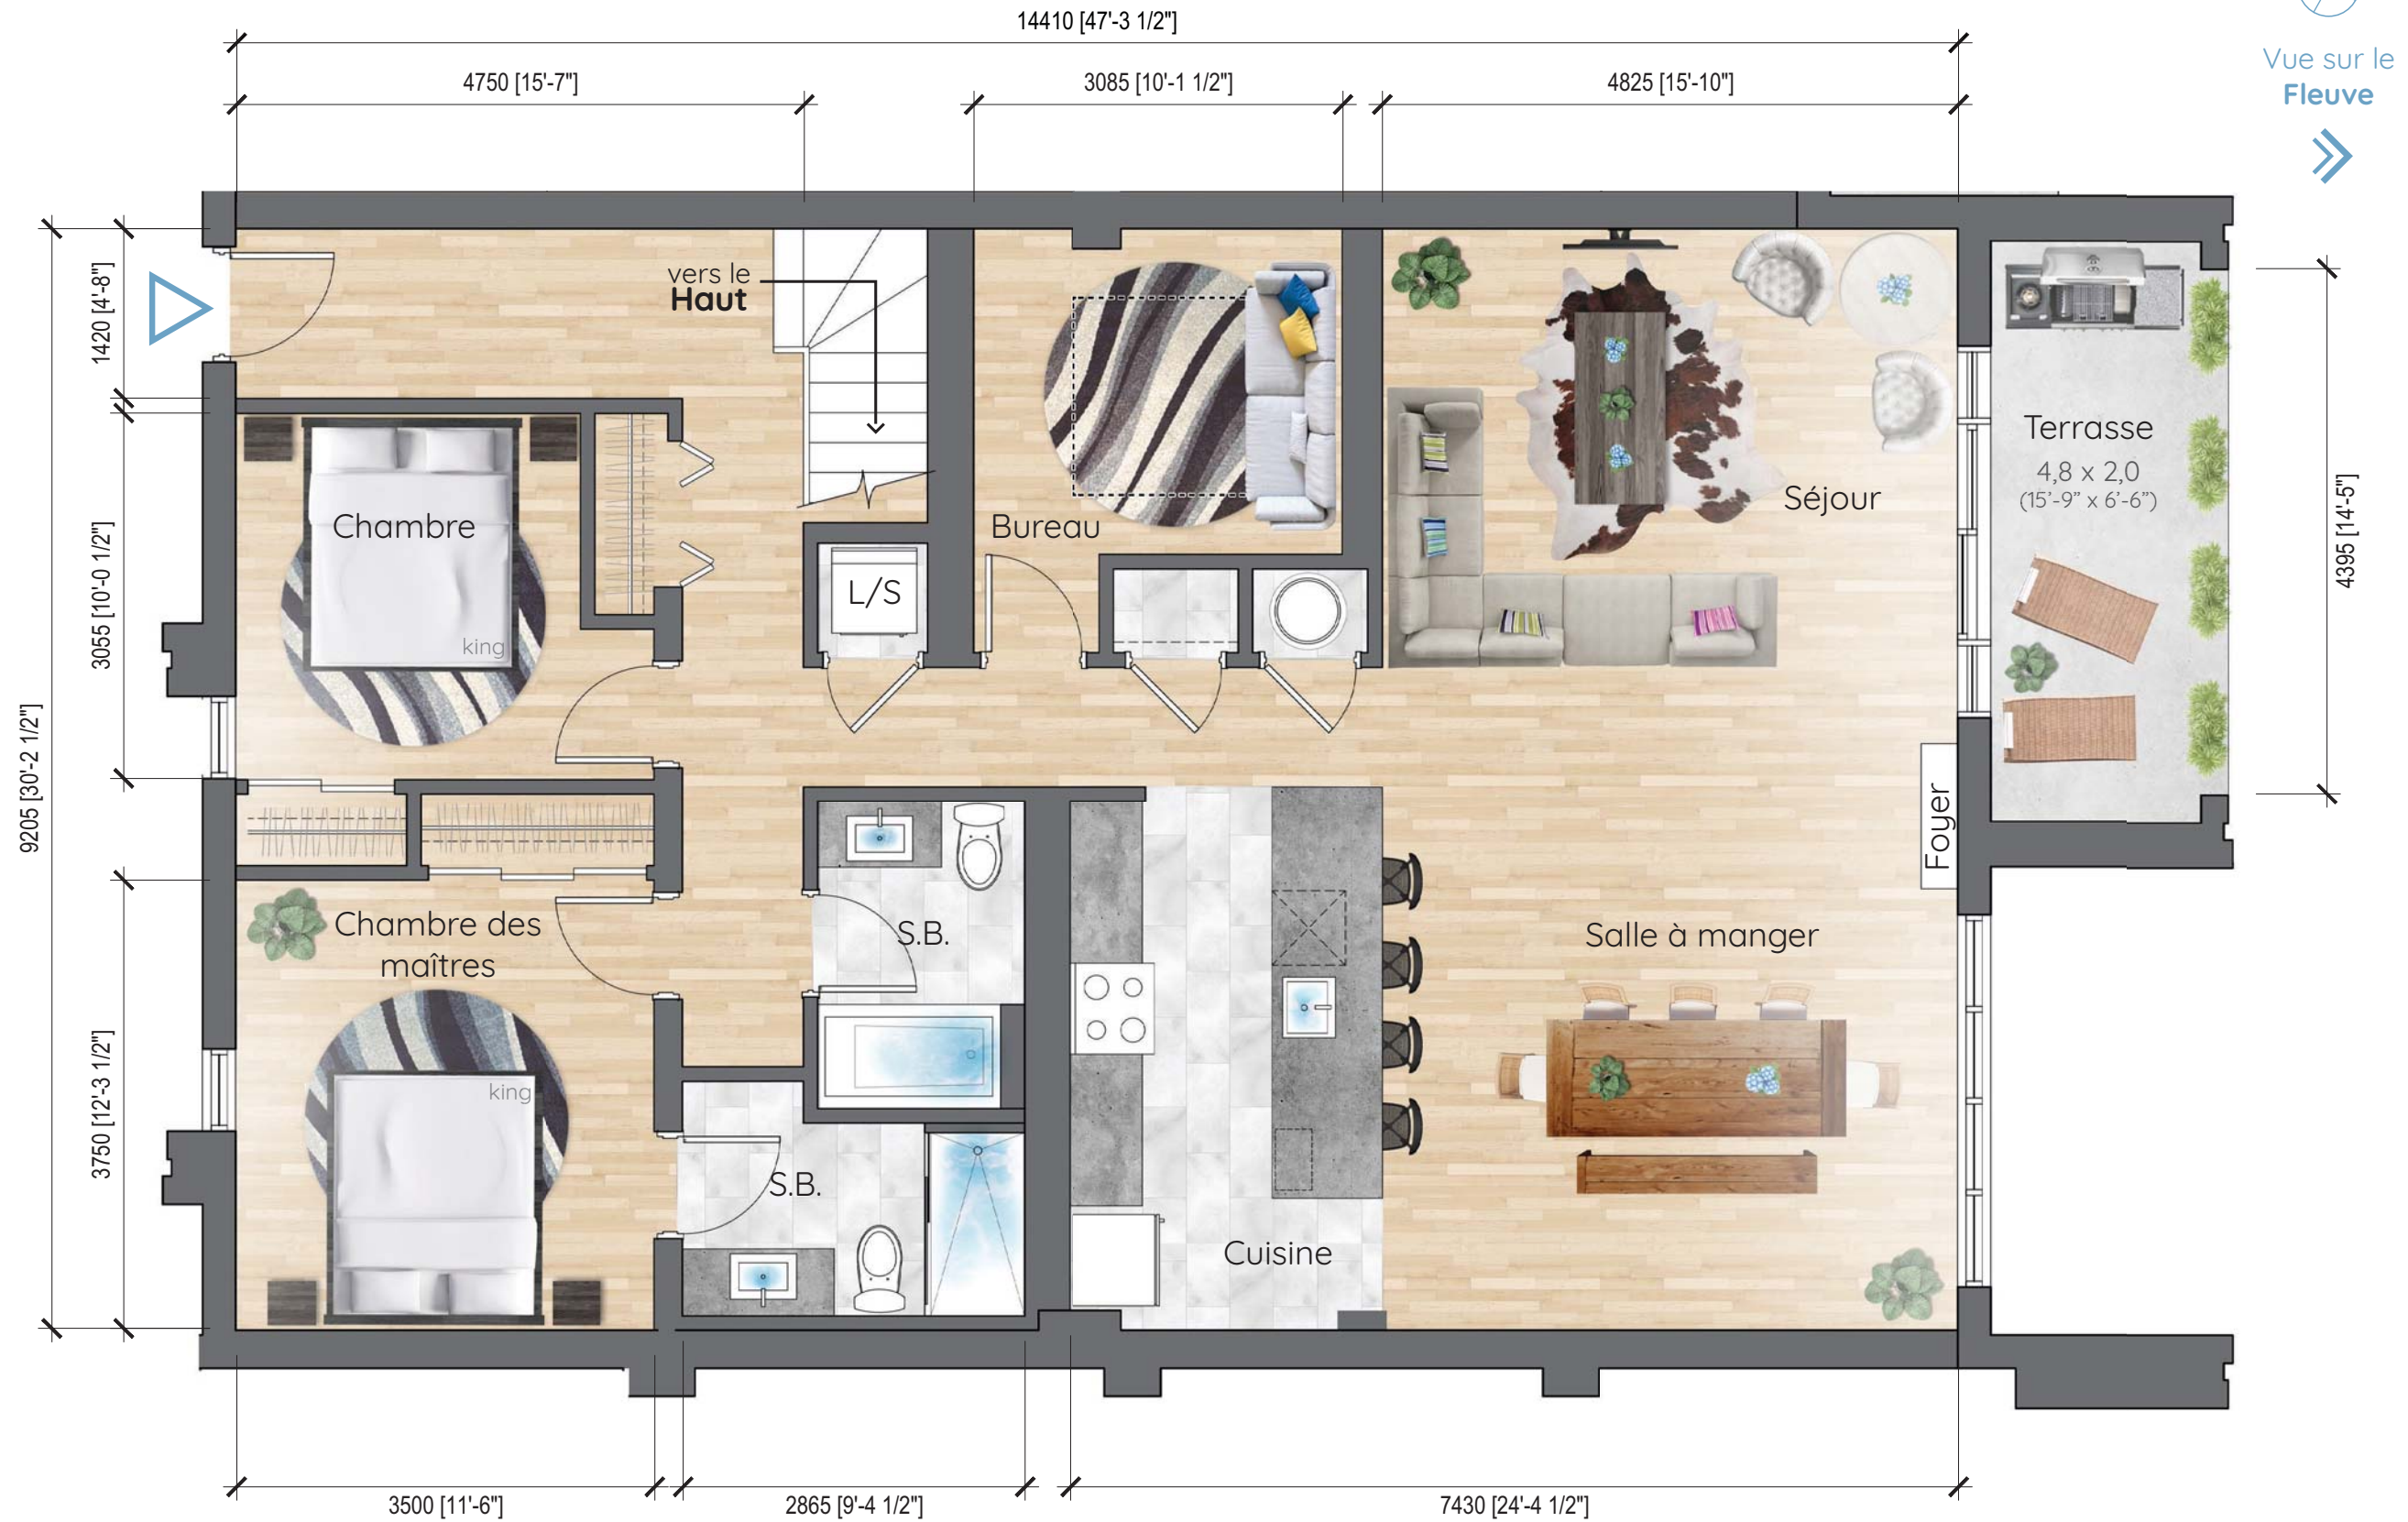 14410 [47'-3 1/2"]
4750 [15'-7"]
3085 [10'-1 1/2"]
4825 [15'-10"]
Vue sur le
Fleuve
1420 [4'-8"]
3055 [10'-0 1/2"]
9205 [30'-2 1/2"]
3750 [12'-3 1/2"]
vers le
Haut
Chambre
king
L/S
Bureau
Séjour
Terrasse
4,8 x 2,0
(15'-9" x 6'-6")
4395 [14'-5"]
Foyer
Chambre des
maîtres
king
S.B.
S.B.
Cuisine
Salle à manger
3500 [11'-6"]
2865 [9'-4 1/2"]
7430 [24'-4 1/2"]